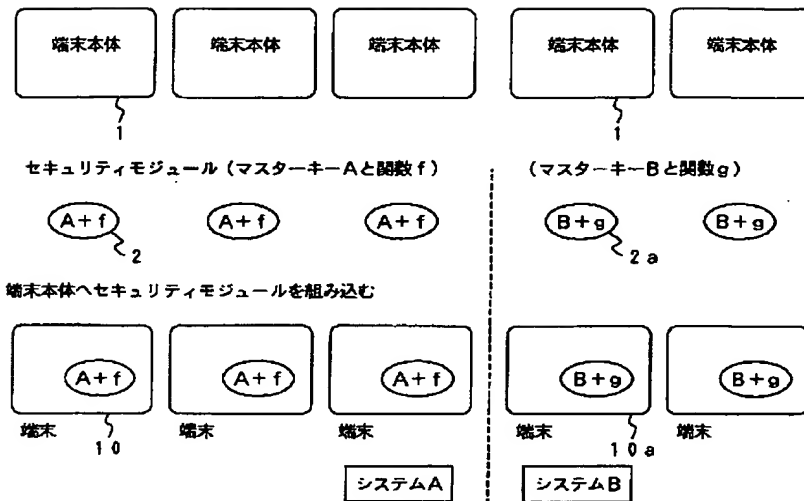 端末本体 端末本体 端末本体 端末本体 端末本体
1 1
セキュリティモジュール(マスターキーAと関数f) (マスターキーBと関数g)
A+f A+f A+f B+g B+g
2 2a
端末本体へセキュリティモジュールを組み込む
A+f A+f A+f B+g B+g
端末 端末 端末 端末 端末
10 10a
システムA システムB